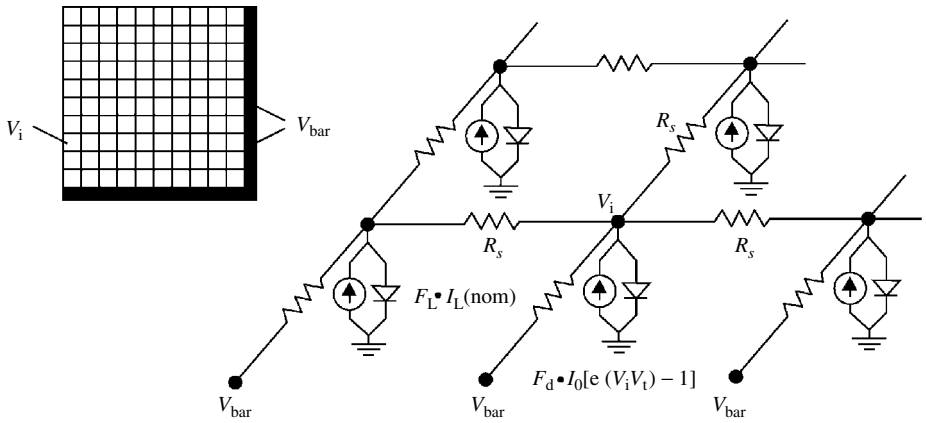 V_i
V_bar
R_s
V_i
R_s
R_s
F_L • I_L(nom)
F_d • I_0[e (V_iV_t) − 1]
V_bar
V_bar
V_bar